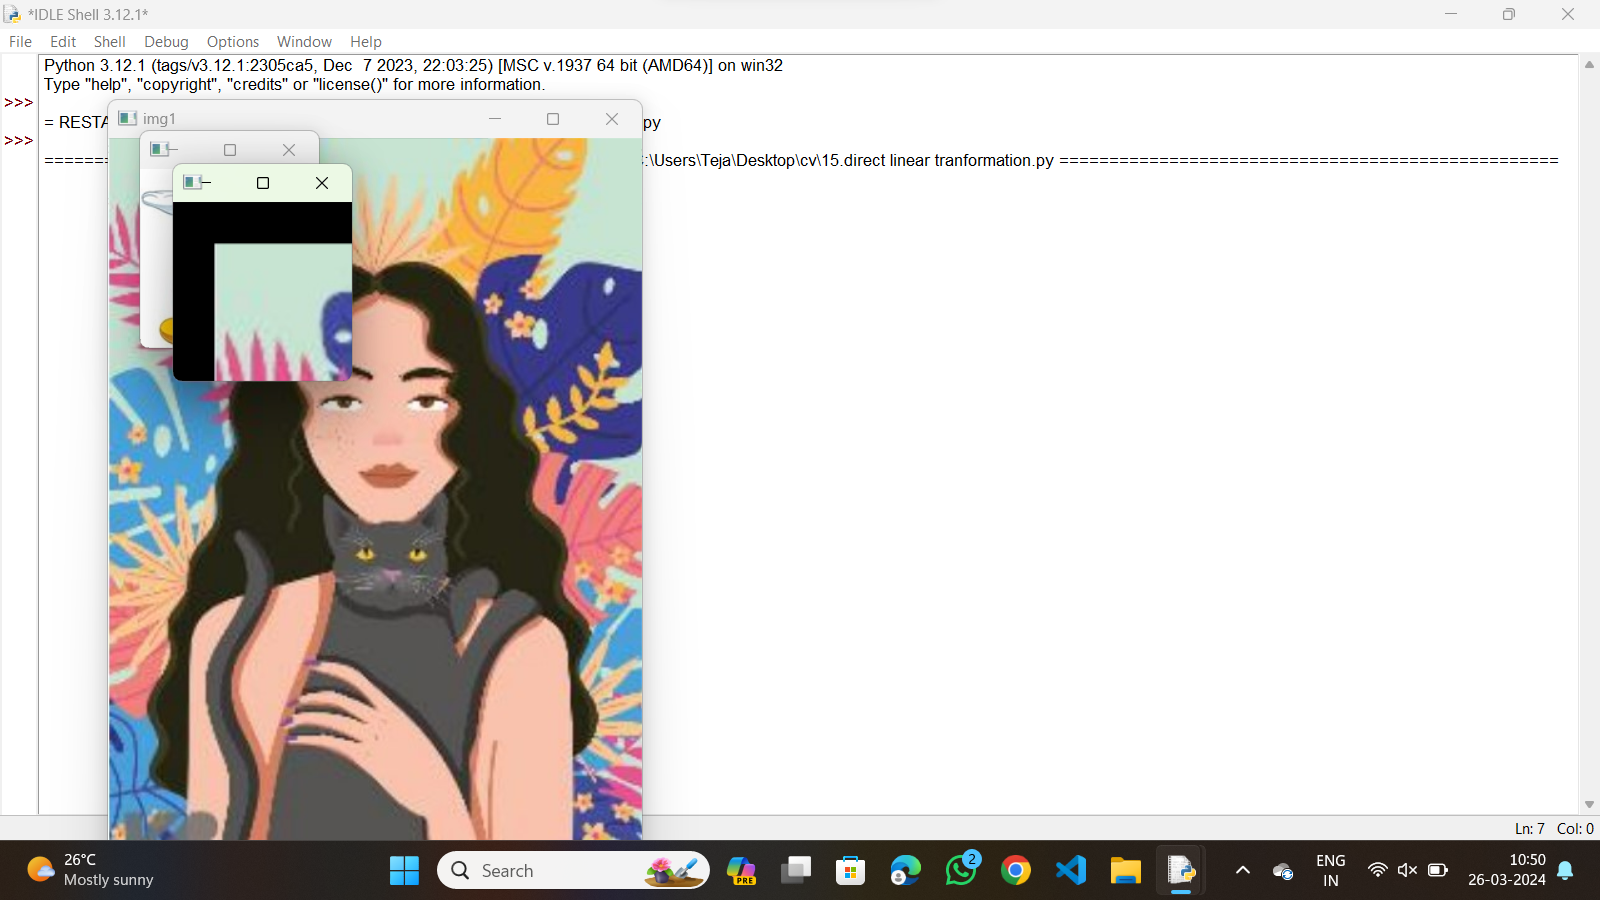 *IDLE Shell 3.12.1*
File Edit Shell Debug Options Window Help
Python 3.12.1 (tags/v3.12.1:2305ca5, Dec  7 2023, 22:03:25) [MSC v.1937 64 bit (AMD64)] on win32
Type "help", "copyright", "credits" or "license()" for more information.
>>>
= RESTA py
>>>
======= :\Users\Teja\Desktop\cv\15.direct linear tranformation.py ==================================================
img1
Ln: 7 Col: 0
26°C
Mostly sunny
Search
PRE
2
ENG
IN
10:50
26-03-2024